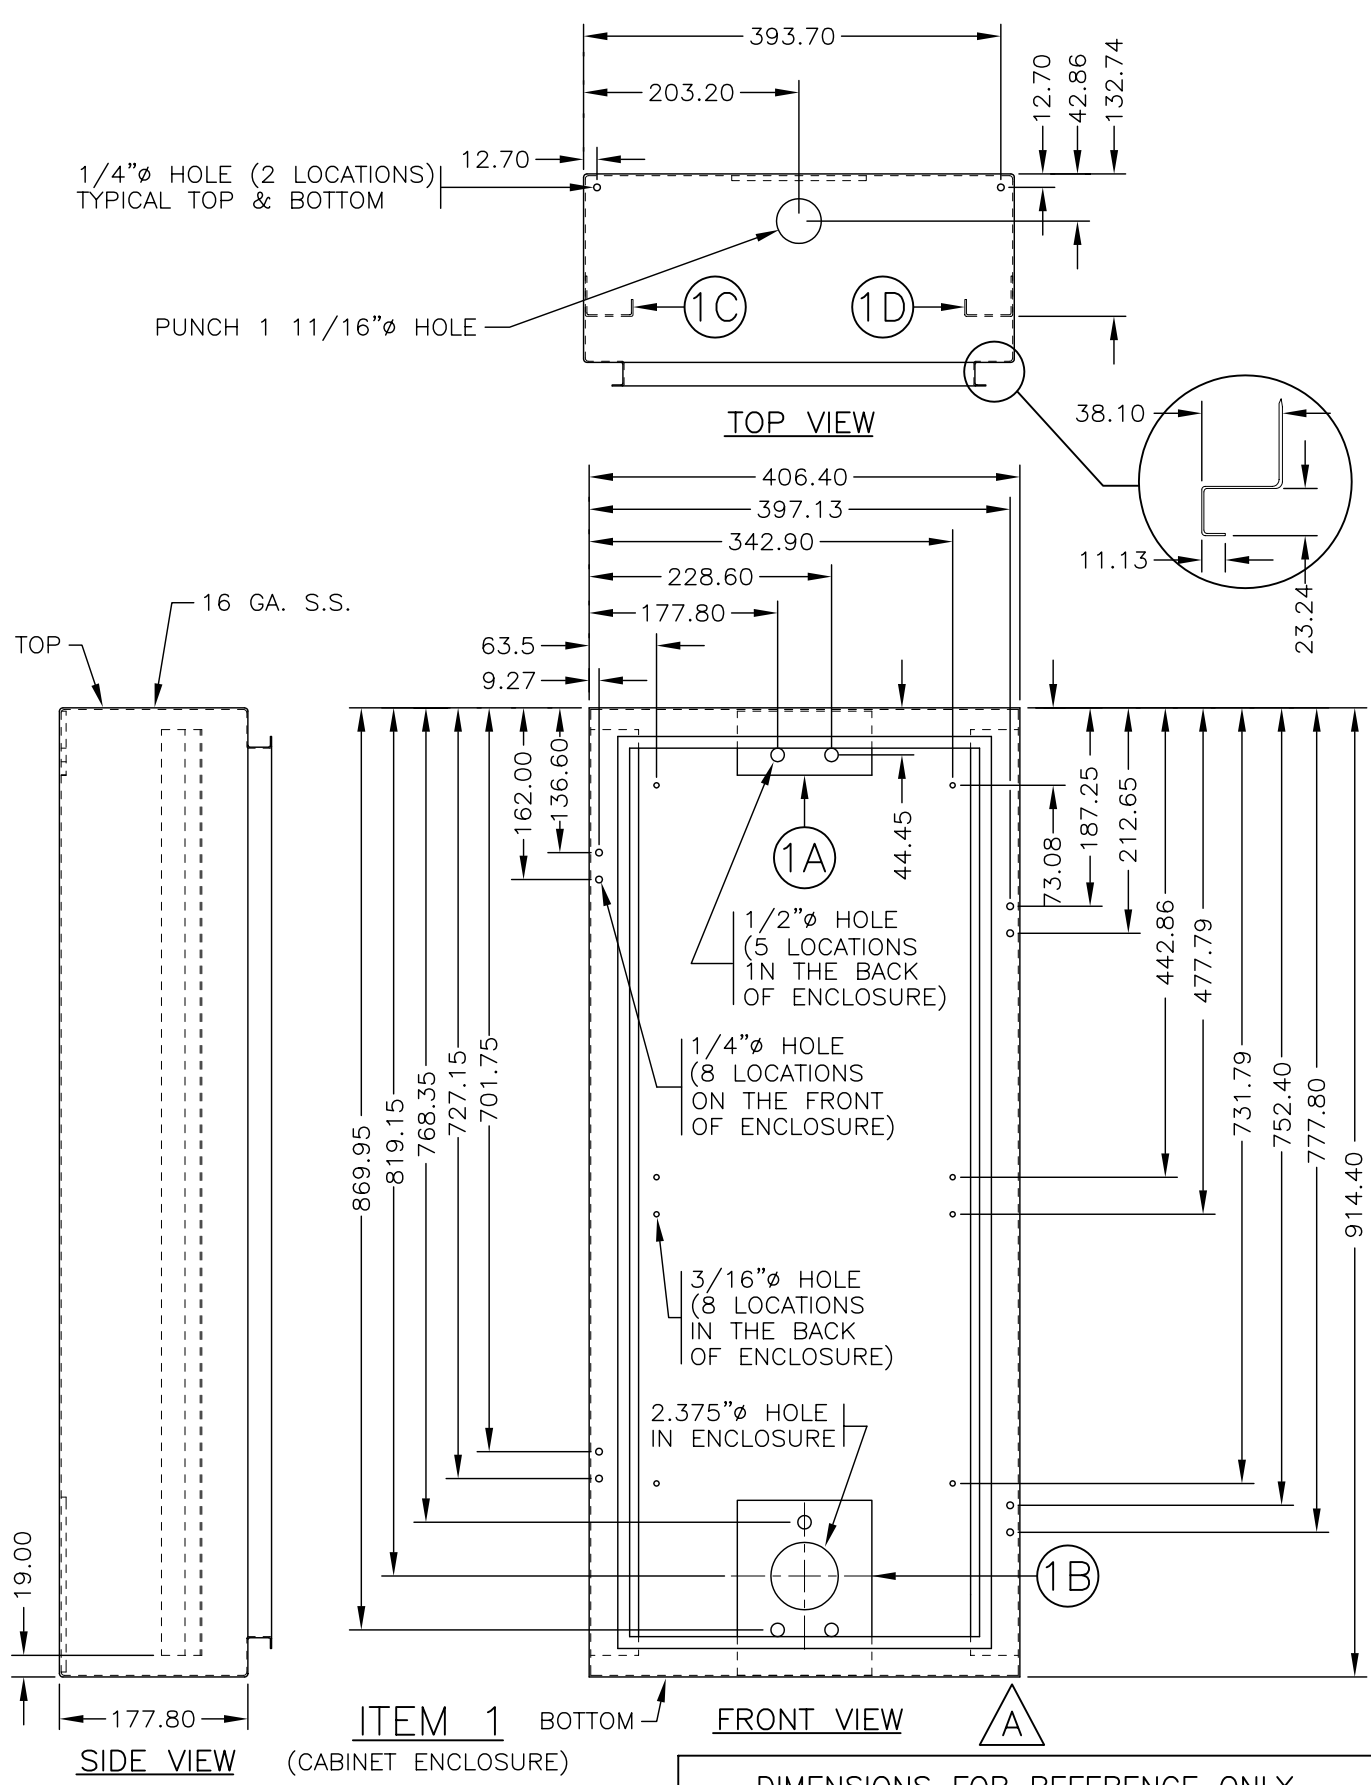 393.70
203.20
12.70
42.86
132.74
12.70
1/4"ø HOLE (2 LOCATIONS)
TYPICAL TOP & BOTTOM
1C
1D
PUNCH 1 11/16"ø HOLE
TOP VIEW
38.10
11.13
23.24
406.40
397.13
342.90
228.60
177.80
63.5
9.27
16 GA. S.S.
TOP
136.60
162.00
44.45
73.08
187.25
212.65
1A
1/2"ø HOLE
(5 LOCATIONS
1N THE BACK
OF ENCLOSURE)
442.86
477.79
1/4"ø HOLE
(8 LOCATIONS
ON THE FRONT
OF ENCLOSURE)
869.95
819.15
768.35
727.15
701.75
731.79
752.40
777.80
914.40
3/16"ø HOLE
(8 LOCATIONS
IN THE BACK
OF ENCLOSURE)
2.375"ø HOLE
IN ENCLOSURE
1B
19.00
177.80
SIDE VIEW
ITEM 1
(CABINET ENCLOSURE)
BOTTOM
FRONT VIEW
A
DIMENSIONS FOR REFERENCE ONLY